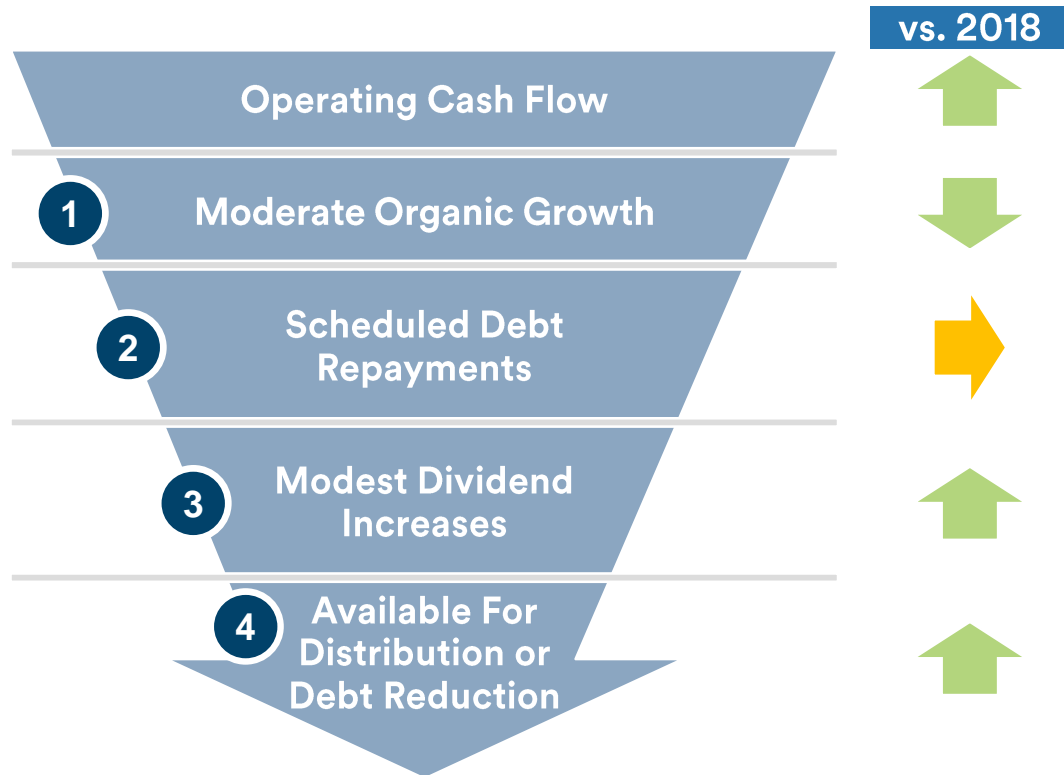 vs. 2018
Operating Cash Flow
1
Moderate Organic Growth
2
Scheduled Debt
Repayments
3
Modest Dividend
Increases
4
Available For
Distribution or
Debt Reduction